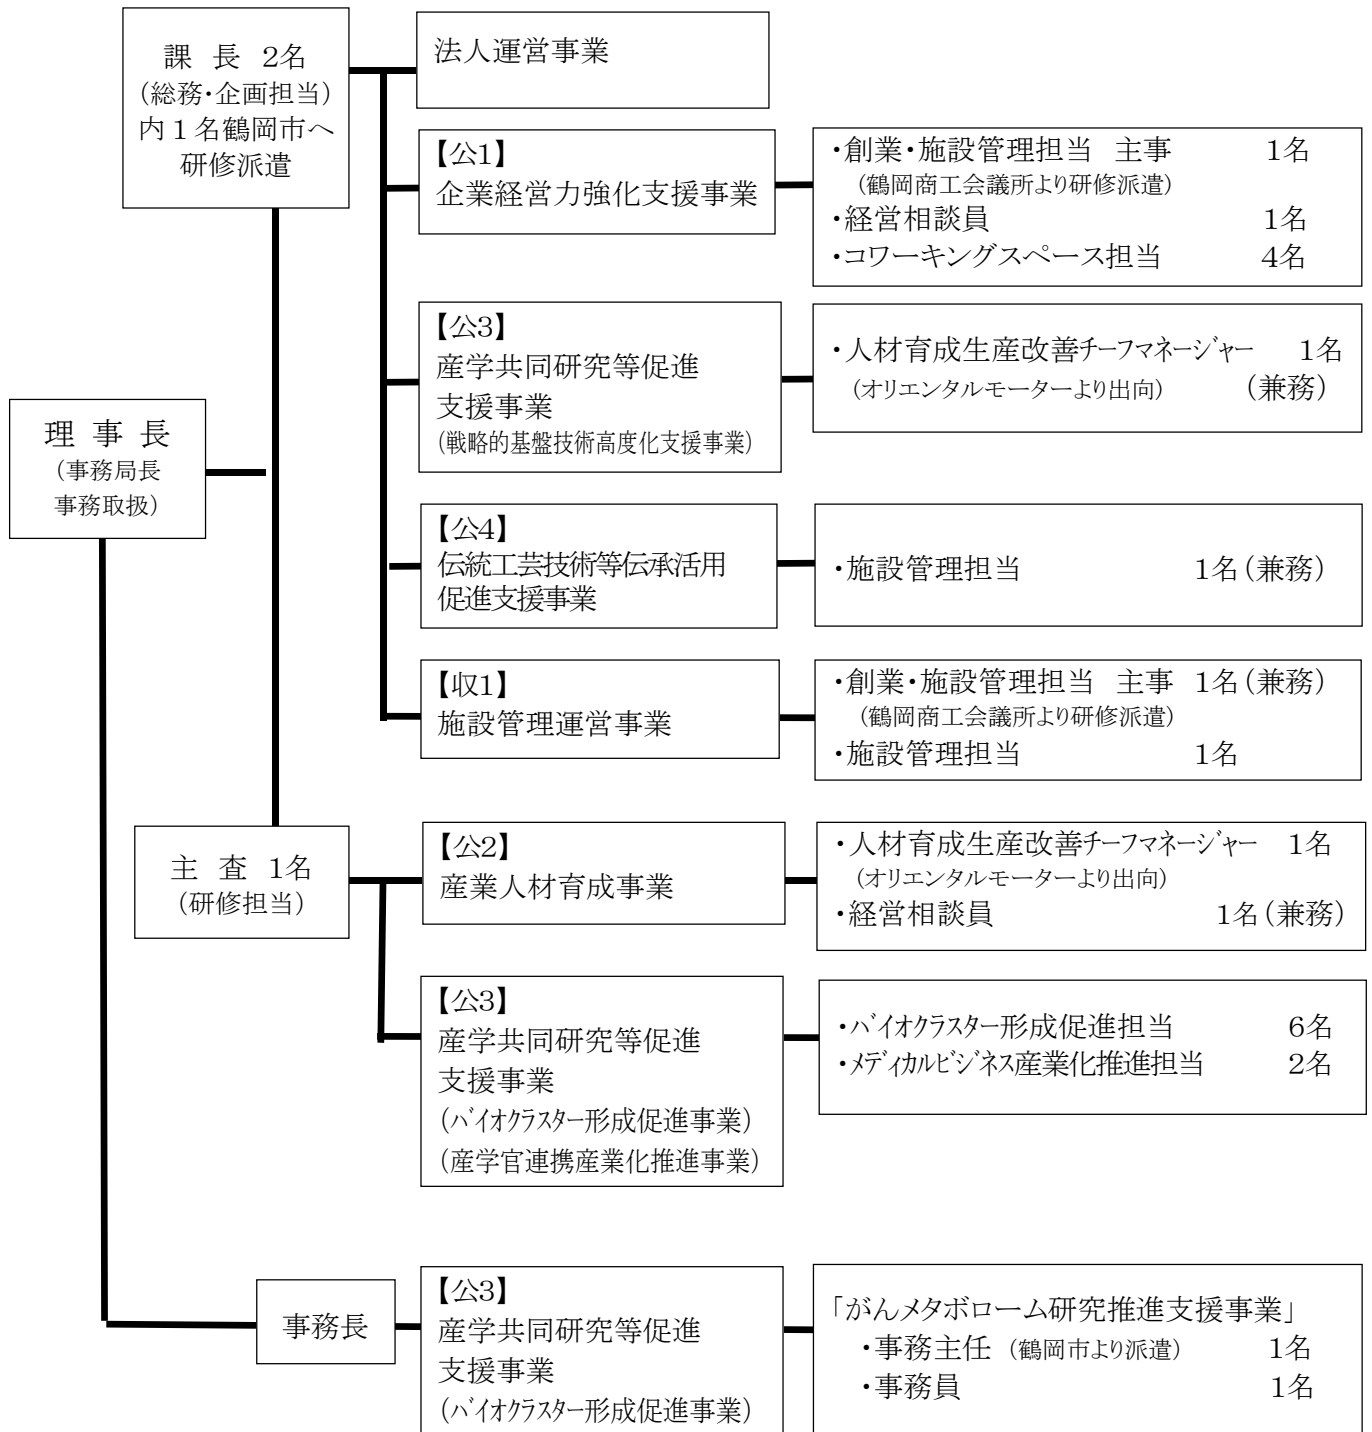 理 事 長
(事務局長
事務取扱)
課 長 2名
(総務・企画担当)
内1名鶴岡市へ
研修派遣
法人運営事業
【公1】
企業経営力強化支援事業
・創業・施設管理担当 主事 1名
(鶴岡商工会議所より研修派遣)
・経営相談員 1名
・コワーキングスペース担当 4名
【公3】
産学共同研究等促進
支援事業
(戦略的基盤技術高度化支援事業)
・人材育成生産改善チーフマネージャー 1名
(オリエンタルモーターより出向) (兼務)
【公4】
伝統工芸技術等伝承活用
促進支援事業
・施設管理担当 1名(兼務)
【収1】
施設管理運営事業
・創業・施設管理担当 主事 1名(兼務)
(鶴岡商工会議所より研修派遣)
・施設管理担当 1名
主 査 1名
(研修担当)
【公2】
産業人材育成事業
・人材育成生産改善チーフマネージャー 1名
(オリエンタルモーターより出向)
・経営相談員 1名(兼務)
【公3】
産学共同研究等促進
支援事業
(バイオクラスター形成促進事業)
(産学官連携産業化推進事業)
・バイオクラスター形成促進担当 6名
・メディカルビジネス産業化推進担当 2名
事務長
【公3】
産学共同研究等促進
支援事業
(バイオクラスター形成促進事業)
「がんメタボローム研究推進支援事業」
・事務主任 (鶴岡市より派遣) 1名
・事務員 1名